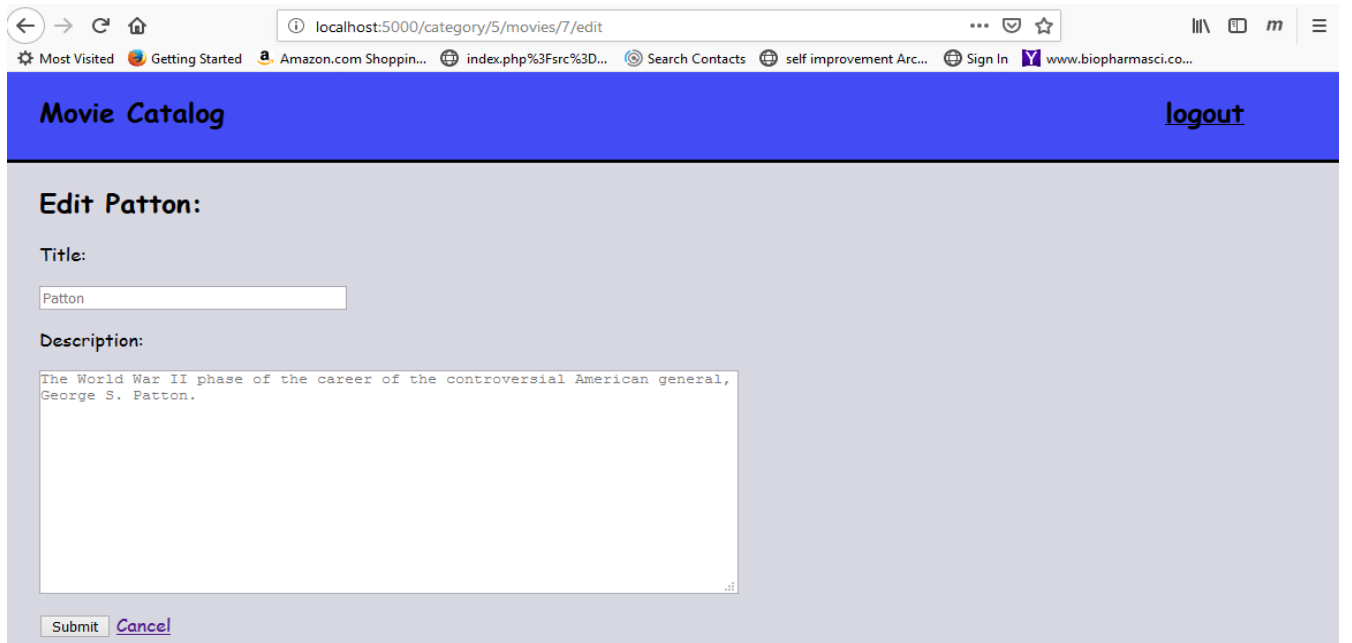 localhost:5000/category/5/movies/7/edit
m
Most Visited Getting Started Amazon.com Shoppin... index.php%3Fsrc%3D... Search Contacts self improvement Arc... Sign In www.biopharmasci.co...
Movie Catalog logout
Edit Patton:
Title:
Patton
Description:
The World War II phase of the career of the controversial American general,
George S. Patton.
Submit Cancel